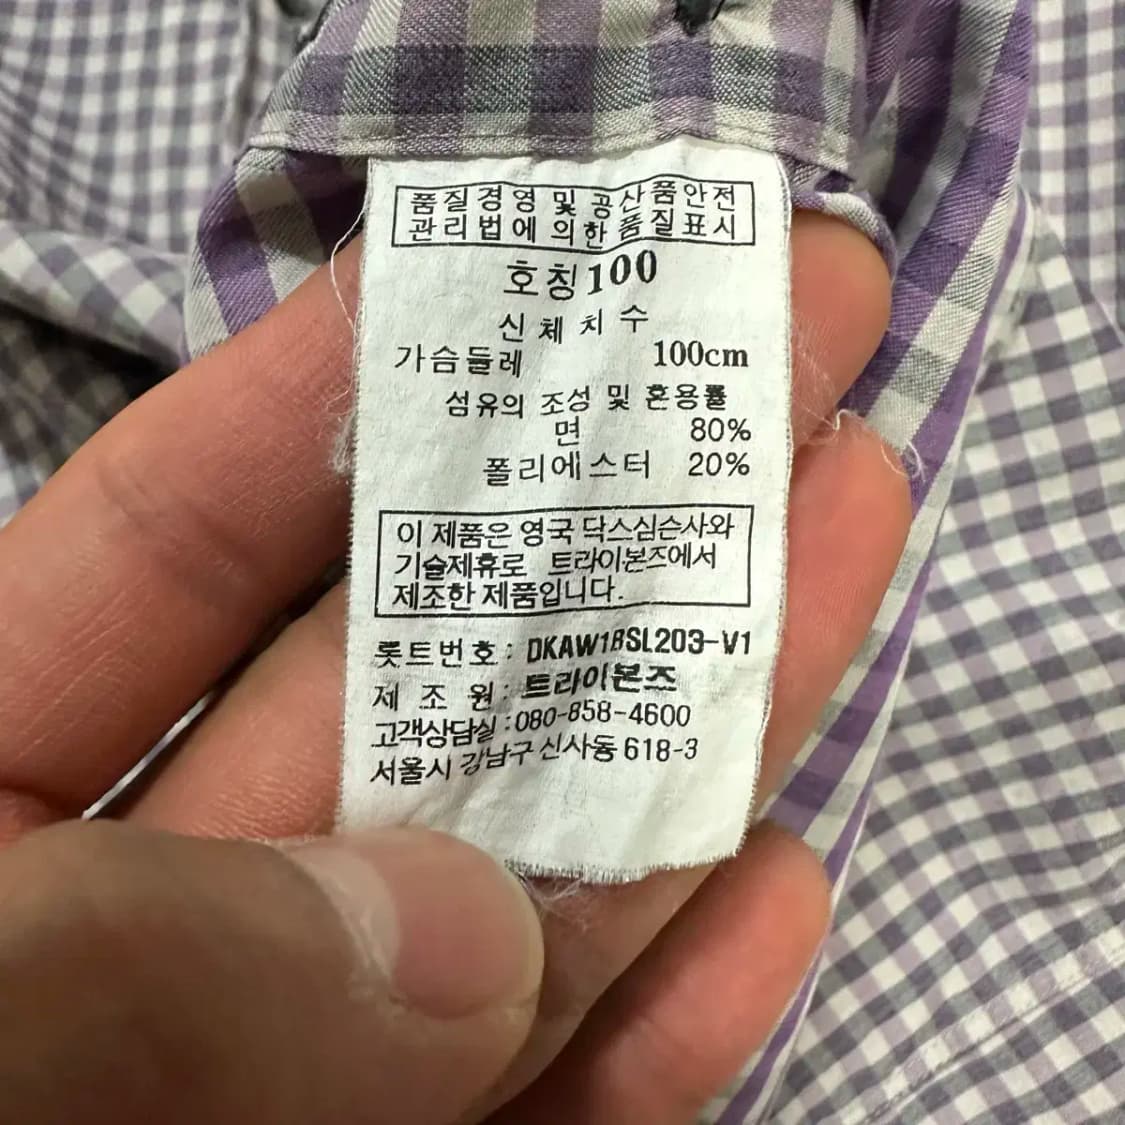 품질경영 및 공산품안전
관리법에 의한 품질표시
호칭100
신체치수
가슴들레 100cm
섬유의 조성 및 혼용률
면 80%
폴리에스터 20%
이 제품은 영국 닥스심슨사와
기술제휴로 트라이본즈에서
제조한 제품입니다.
롯트번호 : DKAW1BSL203-V1
제 조 원 : 트라이본즈
고객상담실 : 080-858-4600
서울시 강남구 신사동 618-3